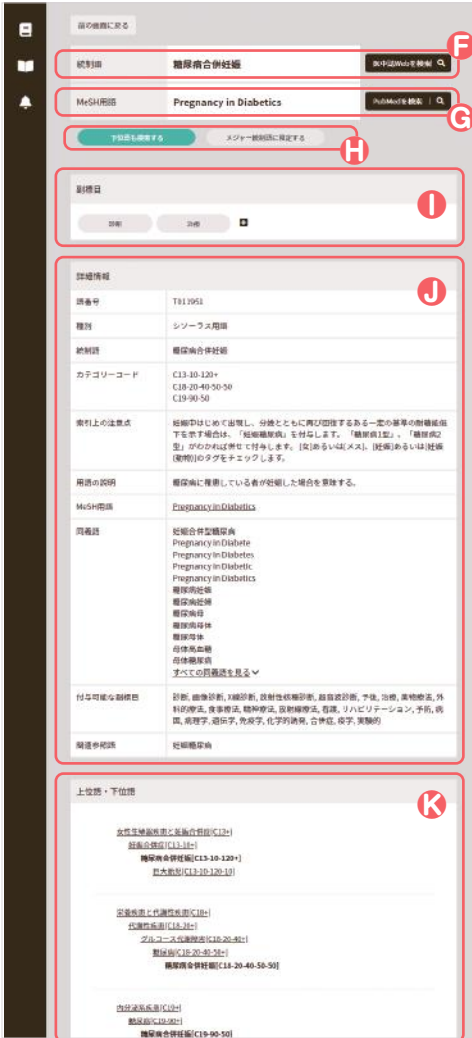 前の画面に戻る
F
統制語 糖尿病合併妊娠 医中誌Webを検索
MeSH用語 Pregnancy in Diabetics PubMedを検索
G
下位語も検索する メジャー統制語に限定する
H
副標目
I
診断 治療
詳細情報
J
語番号 T013951
種別 シソーラス用語
統制語 糖尿病合併妊娠
カテゴリーコード C13-10-120+
C18-20-40-50-50
C19-90-50
索引上の注意点 妊娠中はじめて出現し、分娩とともに再び回復するある一定の基準の耐糖能低
下を示す場合は、「妊娠糖尿病」を付与します。「糖尿病1型」、「糖尿病2
型」がわかれば併せて付与します。[女]あるいは[メス]、[妊娠]あるいは[妊娠
(動物)]のタグをチェックします。
用語の説明 糖尿病に罹患している者が妊娠した場合を意味する。
MeSH用語 Pregnancy in Diabetics
同義語 妊娠合併型糖尿病
Pregnancy in Diabete
Pregnancy in Diabetes
Pregnancy in Diabetic
Pregnancy in Diabetics
糖尿病妊娠
糖尿病妊婦
糖尿病母
糖尿病母体
糖尿母体
母体高血糖
母体糖尿病
すべての同義語を見る
付与可能な副標目 診断, 画像診断, X線診断, 放射性核種診断, 超音波診断, 予後, 治療, 薬物療法, 外
科的療法, 食事療法, 精神療法, 放射線療法, 看護, リハビリテーション, 予防, 病
因, 病理学, 遺伝学, 免疫学, 化学的誘発, 合併症, 疫学, 実験的
関連参照語 妊娠糖尿病
上位語・下位語
K
女性生殖器疾患と妊娠合併症[C13+]
妊娠合併症[C13-10+]
糖尿病合併妊娠[C13-10-120+]
巨大胎児[C13-10-120-10]
栄養疾患と代謝性疾患[C18+]
代謝性疾患[C18-20+]
グルコース代謝障害[C18-20-40+]
糖尿病[C18-20-40-50+]
糖尿病合併妊娠[C18-20-40-50-50]
内分泌系疾患[C19+]
糖尿病[C19-90+]
糖尿病合併妊娠[C19-90-50]